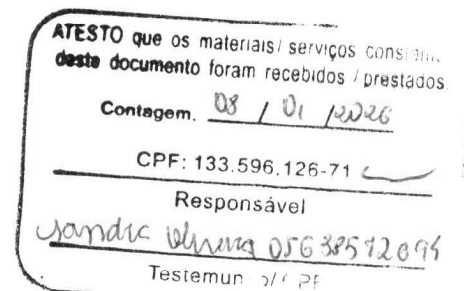 ATESTO que os materiais/ serviços
deste documento foram recebidos / prestados.
Contagem, 08 / 01 /2026
CPF: 133.596.126-71
Responsável
Sandra Oliveira 05638572694